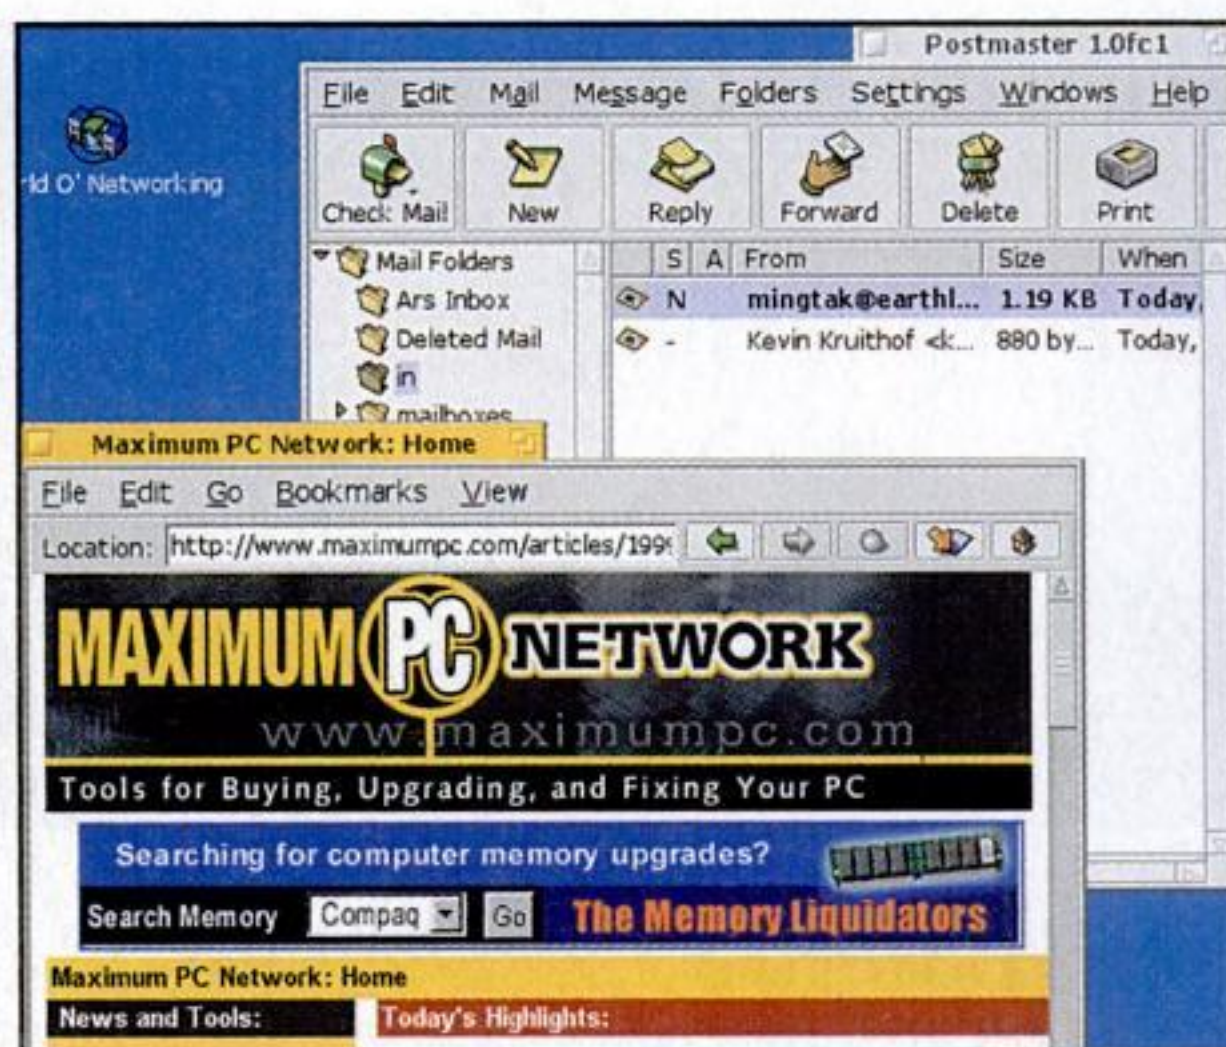 Postmaster 1.0fc1
File Edit Mail Message Folders Settings Windows Help
ld O' Networking
Check Mail New Reply Forward Delete Print
Mail Folders
S A From Size When
Ars Inbox
N mingtak@earthl... 1.19 KB Today,
Deleted Mail
- Kevin Kruithof <k... 880 by... Today,
in
mailboxes
Maximum PC Network: Home
File Edit Go Bookmarks View
Location: http://www.maximumpc.com/articles/199
MAXIMUM PC NETWORK
www.maximumpc.com
Tools for Buying, Upgrading, and Fixing Your PC
Searching for computer memory upgrades?
Search Memory Compaq Go The Memory Liquidators
Maximum PC Network: Home
News and Tools: Today's Highlights: